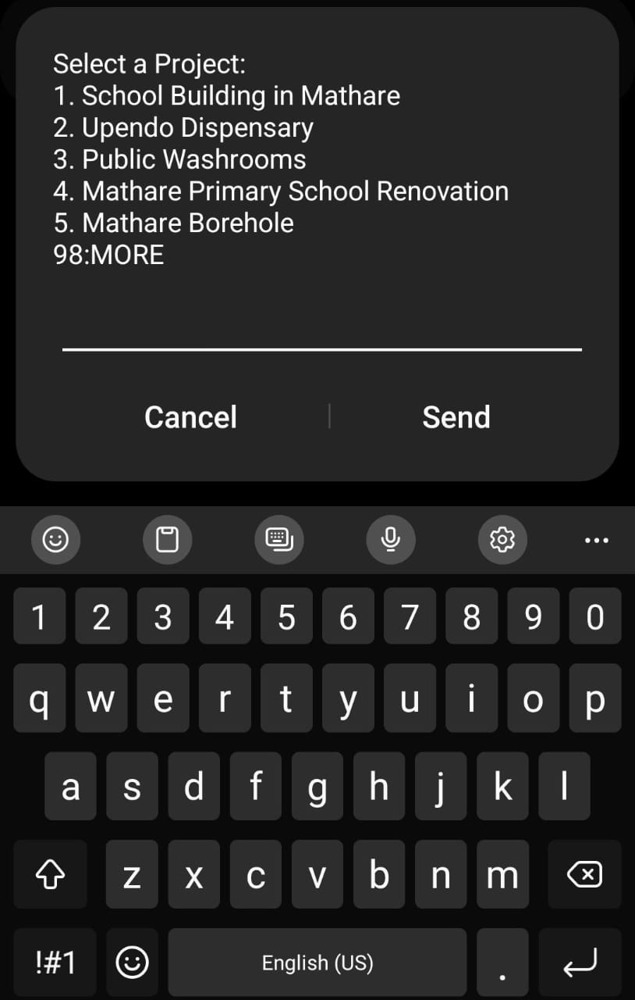 Select a Project:
1. School Building in Mathare
2. Upendo Dispensary
3. Public Washrooms
4. Mathare Primary School Renovation
5. Mathare Borehole
98:MORE
Cancel | Send
1 2 3 4 5 6 7 8 9 0
q w e r t y u i o p
a s d f g h j k l
z x c v b n m
!#1 English (US) .